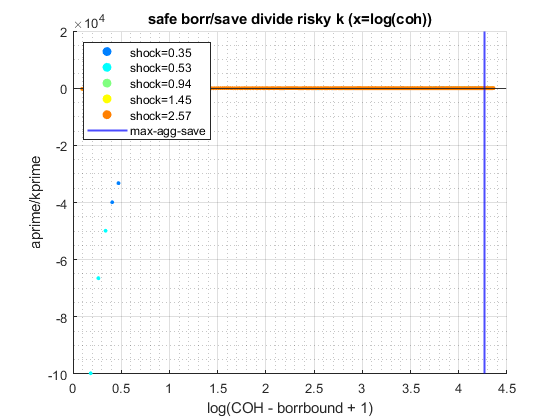 safe borr/save divide risky k (x=log(coh))
×10⁴
2
0
-2
-4
-6
-8
-10
aprime/kprime
shock=0.35
shock=0.53
shock=0.94
shock=1.45
shock=2.57
max-agg-save
0 0.5 1 1.5 2 2.5 3 3.5 4 4.5
log(COH - borrbound + 1)